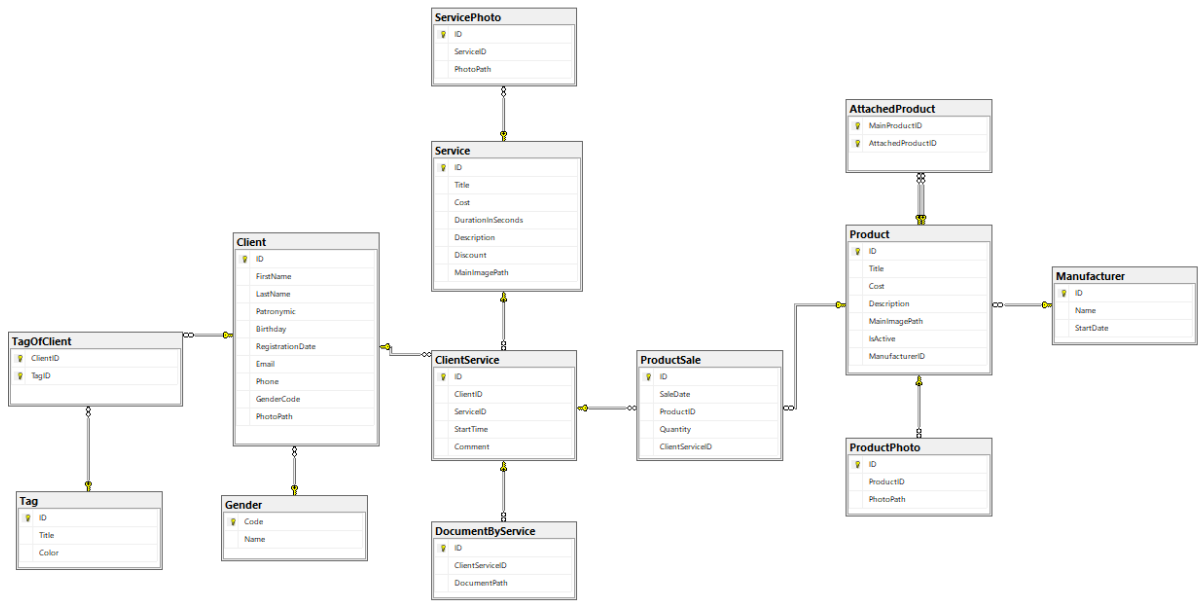 ServicePhoto
ID
ServiceID
PhotoPath
Service
ID
Title
Cost
DurationInSeconds
Description
Discount
MainImagePath
Client
ID
FirstName
LastName
Patronymic
Birthday
RegistrationDate
Email
Phone
GenderCode
PhotoPath
TagOfClient
ClientID
TagID
Tag
ID
Title
Color
Gender
Code
Name
ClientService
ID
ClientID
ServiceID
StartTime
Comment
DocumentByService
ID
ClientServiceID
DocumentPath
ProductSale
ID
SaleDate
ProductID
Quantity
ClientServiceID
AttachedProduct
MainProductID
AttachedProductID
Product
ID
Title
Cost
Description
MainImagePath
IsActive
ManufacturerID
Manufacturer
ID
Name
StartDate
ProductPhoto
ID
ProductID
PhotoPath